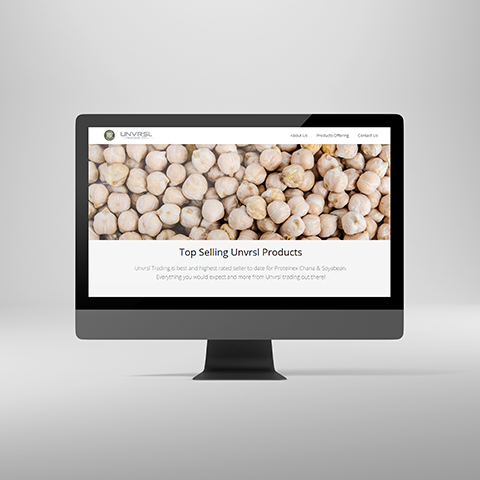 UNVRSL
About Us Products Offering Contact Us
Top Selling Unvrsl Products
Unvrsl Trading is best and highest rated seller to date for Proteinex Chana & Soyabean.
Everything you would expect and more from Unvrsl trading out there!